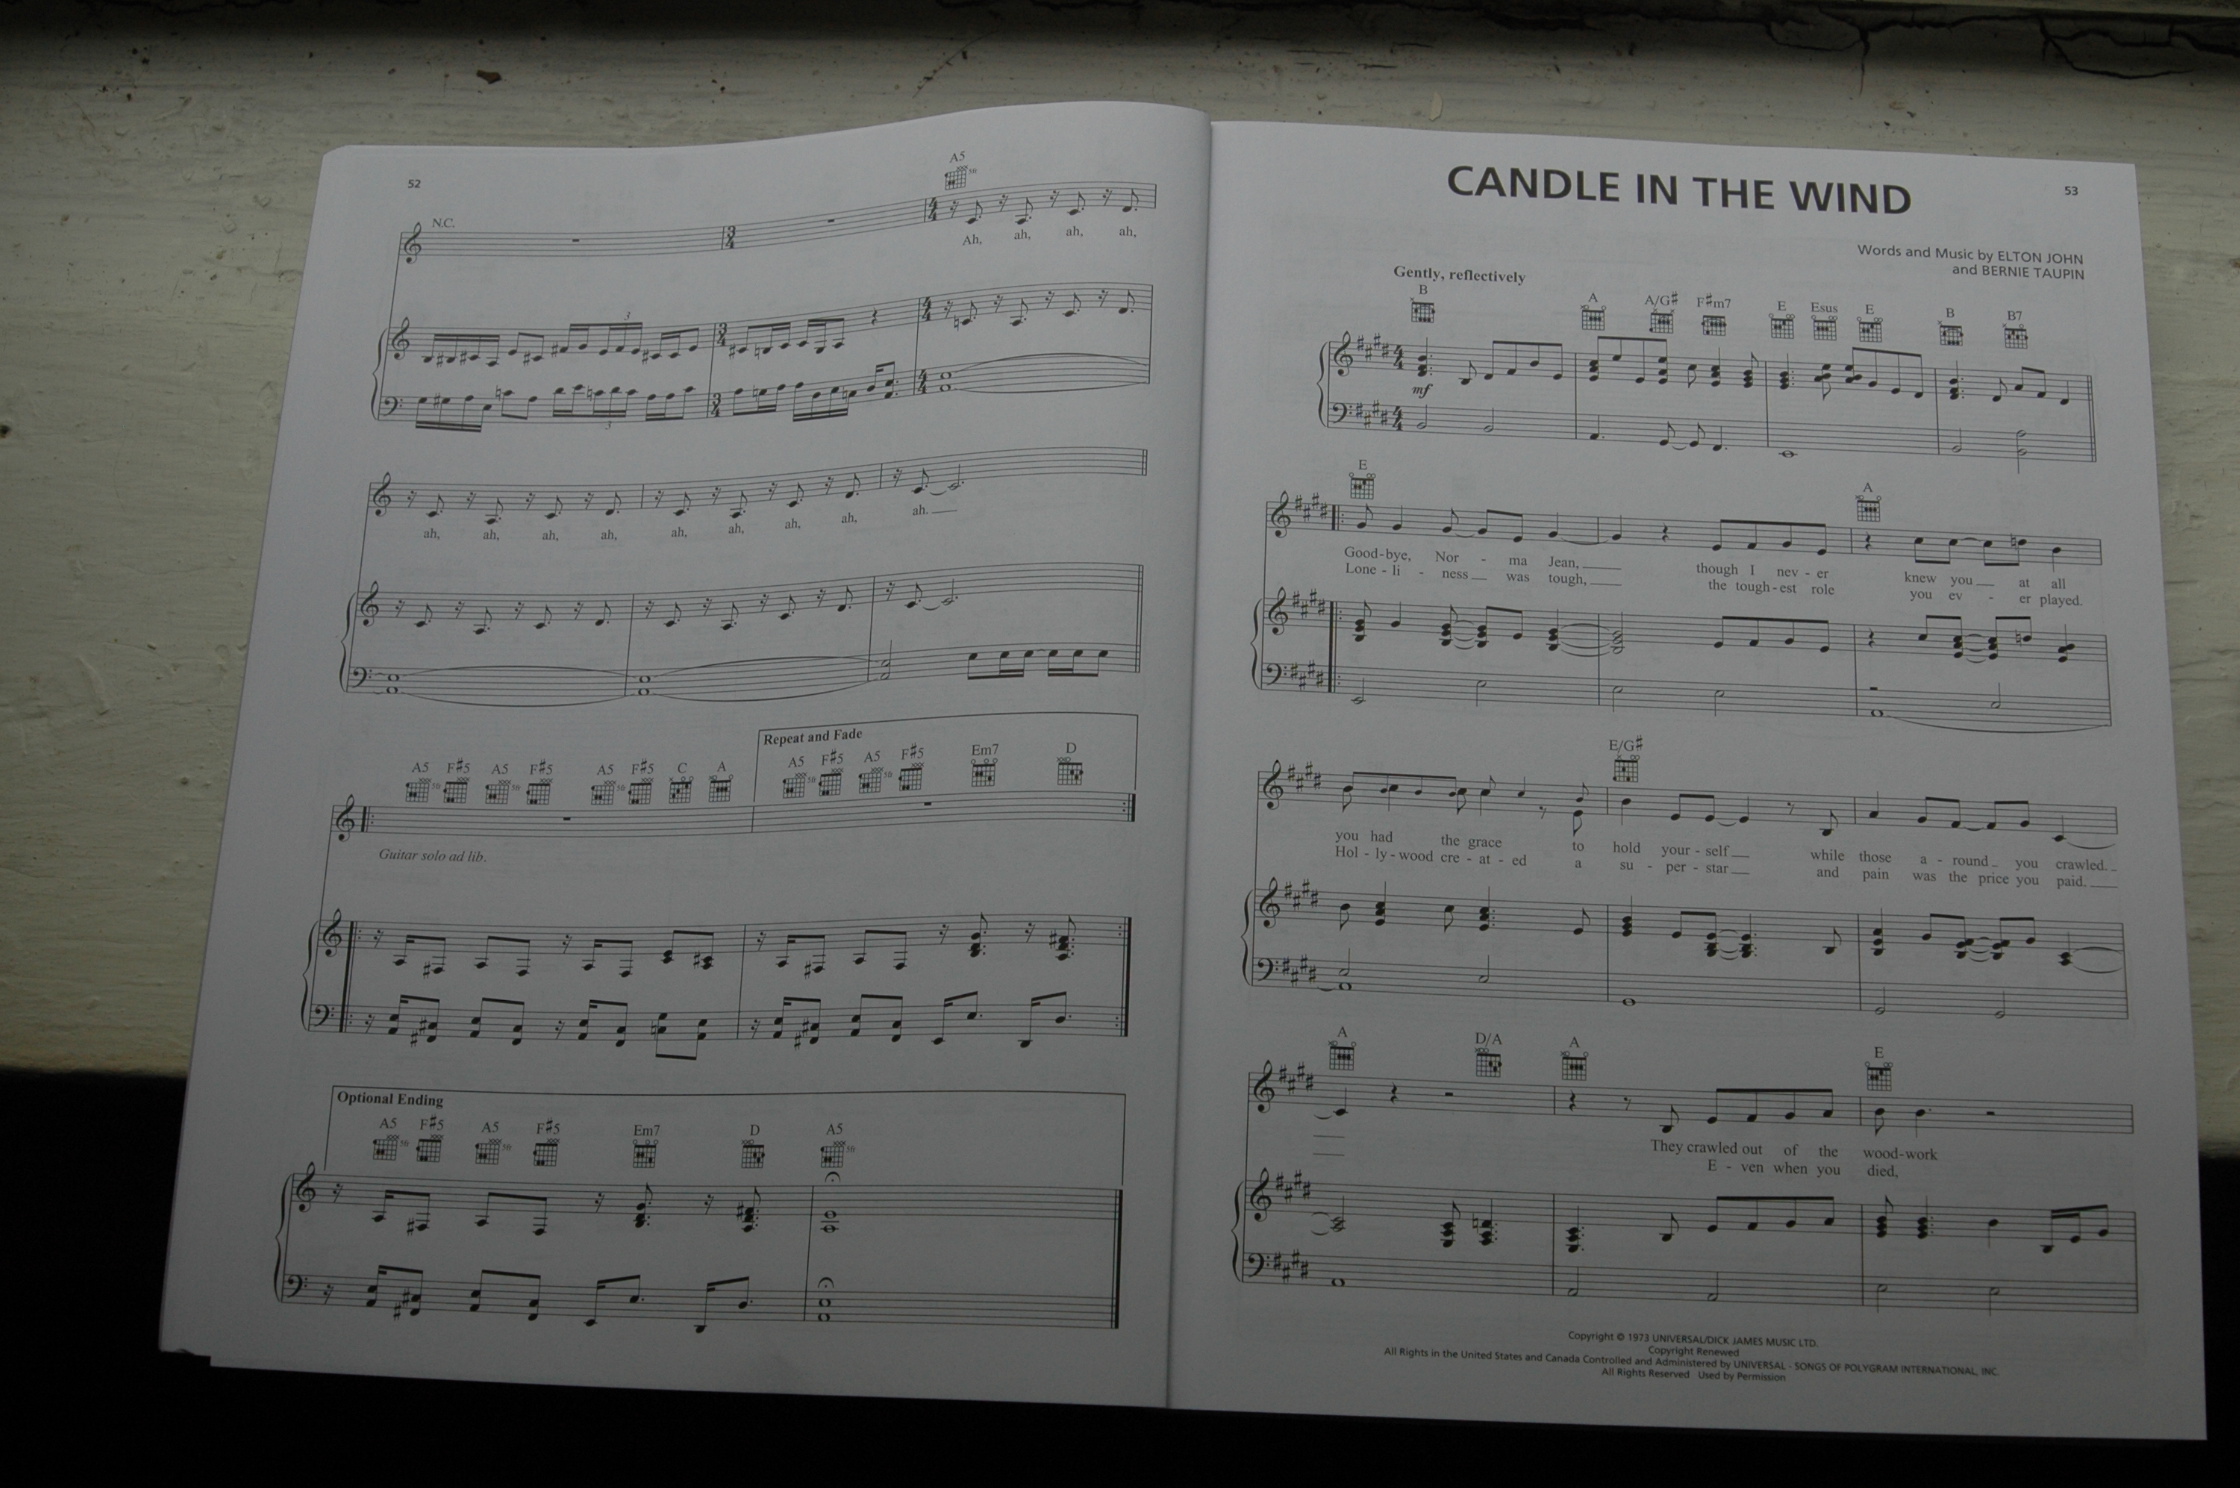 52
A5
5fr
N.C.
Ah, ah, ah, ah,
3
3
ah, ah, ah, ah, ah, ah, ah, ah, ah.
Repeat and Fade
A5 F#5 A5 F#5 A5 F#5 C A A5 F#5 A5 F#5 Em7 D
Guitar solo ad lib.
Optional Ending
A5 F#5 A5 F#5 Em7 D A5
CANDLE IN THE WIND
53
Words and Music by ELTON JOHN
and BERNIE TAUPIN
Gently, reflectively
B A A/G# F#m7 E Esus E B B7
mf
E A
Good-bye, Nor - ma Jean, though I nev - er knew you at all
Lone - li - ness was tough, the tough - est role you ev - er played.
E/G#
you had the grace to hold your - self while those a - round you crawled.
Hol - ly - wood cre - at - ed a su - per - star and pain was the price you paid.
A D/A A E
They crawled out of the wood-work
E - ven when you died,
Copyright © 1973 UNIVERSAL/DICK JAMES MUSIC LTD.
Copyright Renewed
All Rights in the United States and Canada Controlled and Administered by UNIVERSAL - SONGS OF POLYGRAM INTERNATIONAL, INC.
All Rights Reserved Used by Permission